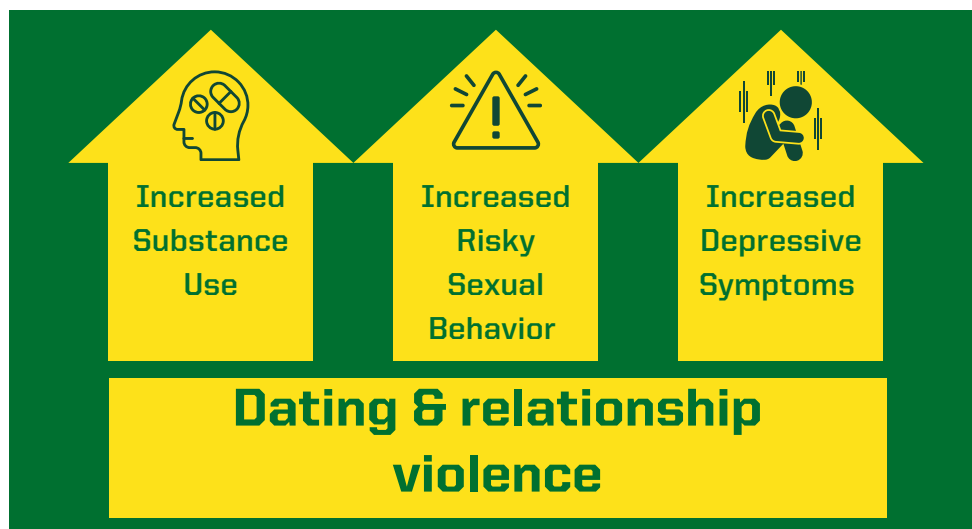 Increased
Substance
Use
Increased
Risky
Sexual
Behavior
Increased
Depressive
Symptoms
Dating & relationship
violence